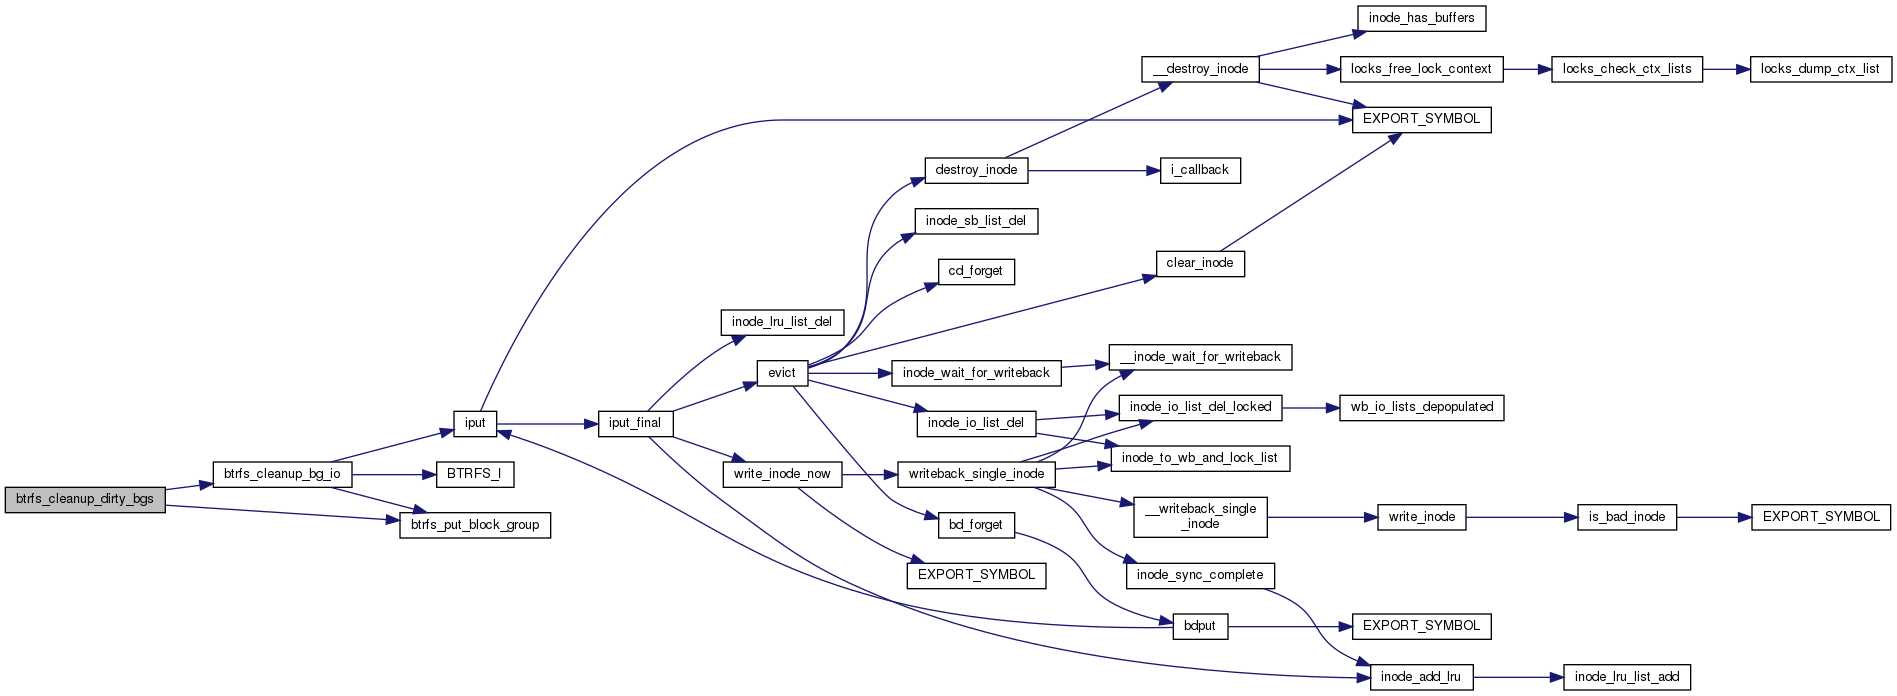 inode_has_buffers
__destroy_inode
locks_free_lock_context
locks_check_ctx_lists
locks_dump_ctx_list
EXPORT_SYMBOL
destroy_inode
i_callback
inode_sb_list_del
clear_inode
cd_forget
inode_lru_list_del
__inode_wait_for_writeback
evict
inode_wait_for_writeback
inode_io_list_del_locked
wb_io_lists_depopulated
iput
iput_final
inode_io_list_del
inode_to_wb_and_lock_list
btrfs_cleanup_bg_io
BTRFS_I
write_inode_now
writeback_single_inode
btrfs_cleanup_dirty_bgs
btrfs_put_block_group
bd_forget
__writeback_single
_inode
write_inode
is_bad_inode
EXPORT_SYMBOL
EXPORT_SYMBOL
inode_sync_complete
bdput
EXPORT_SYMBOL
inode_add_lru
inode_lru_list_add